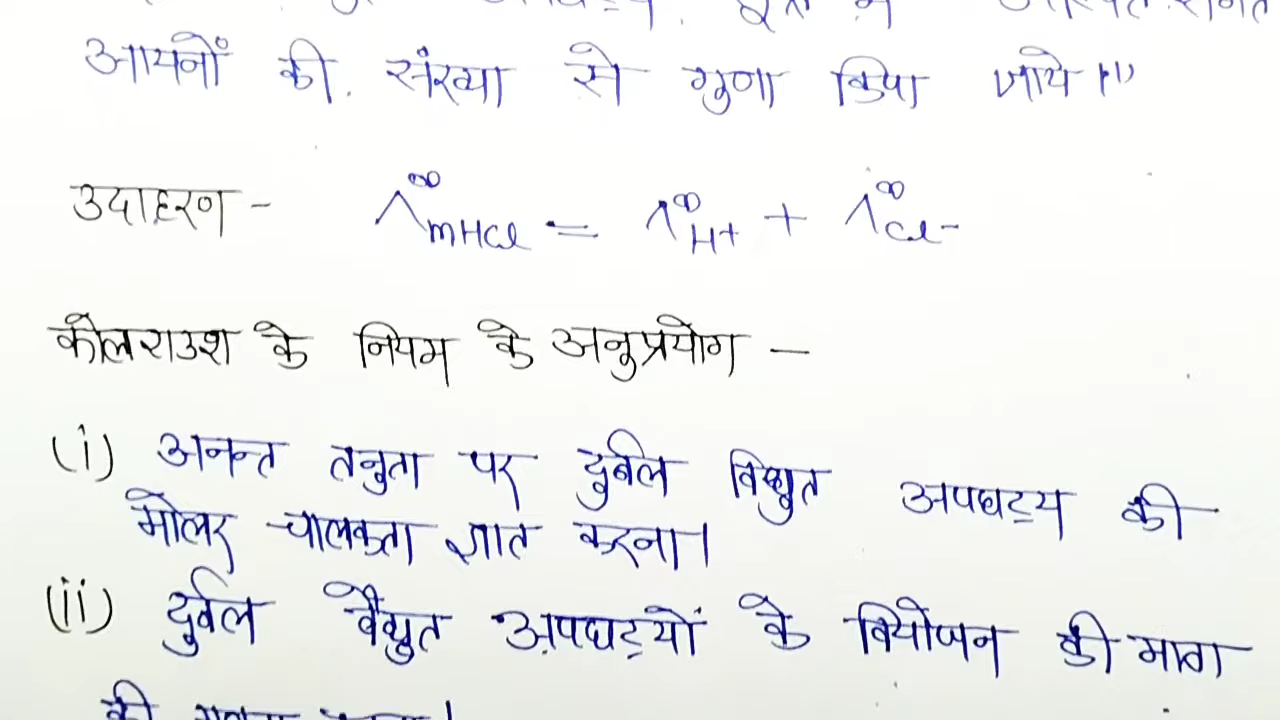 आयनों की संख्या से गुणा किया जाये।"
उदाहरण - Λ∞mHCl = λ∞H+ + λ∞Cl-
कोलराउश के नियम के अनुप्रयोग -
(i) अनन्त तनुता पर दुर्बल विद्युत अपघट्य की
मोलर चालकता ज्ञात करना।
(ii) दुर्बल वैद्युत अपघट्यों के वियोजन की मात्रा
की